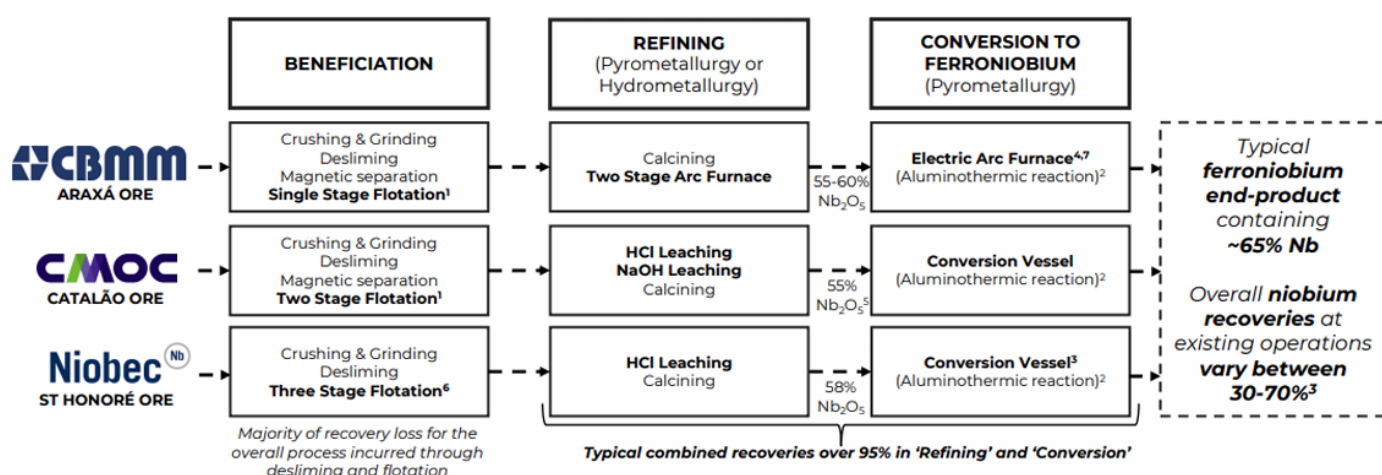 BENEFICIATION
REFINING
(Pyrometallurgy or
Hydrometallurgy)
CONVERSION TO
FERRONIOBIUM
(Pyrometallurgy)
CBMM
ARAXÁ ORE
Crushing & Grinding
Desliming
Magnetic separation
Single Stage Flotation¹
Calcining
Two Stage Arc Furnace
55-60%
Nb₂O₅
Electric Arc Furnace⁴,⁷
(Aluminothermic reaction)²
CMOC
CATALÃO ORE
Crushing & Grinding
Desliming
Magnetic separation
Two Stage Flotation¹
HCl Leaching
NaOH Leaching
Calcining
55%
Nb₂O₅⁵
Conversion Vessel
(Aluminothermic reaction)²
Niobec Nb
ST HONORÉ ORE
Crushing & Grinding
Desliming
Three Stage Flotation⁶
HCl Leaching
Calcining
58%
Nb₂O₅
Conversion Vessel³
(Aluminothermic reaction)²
Typical
ferroniobium
end-product
containing
~65% Nb
Overall niobium
recoveries at
existing operations
vary between
30-70%³
Majority of recovery loss for the
overall process incurred through
desliming and flotation
Typical combined recoveries over 95% in ‘Refining’ and ‘Conversion’